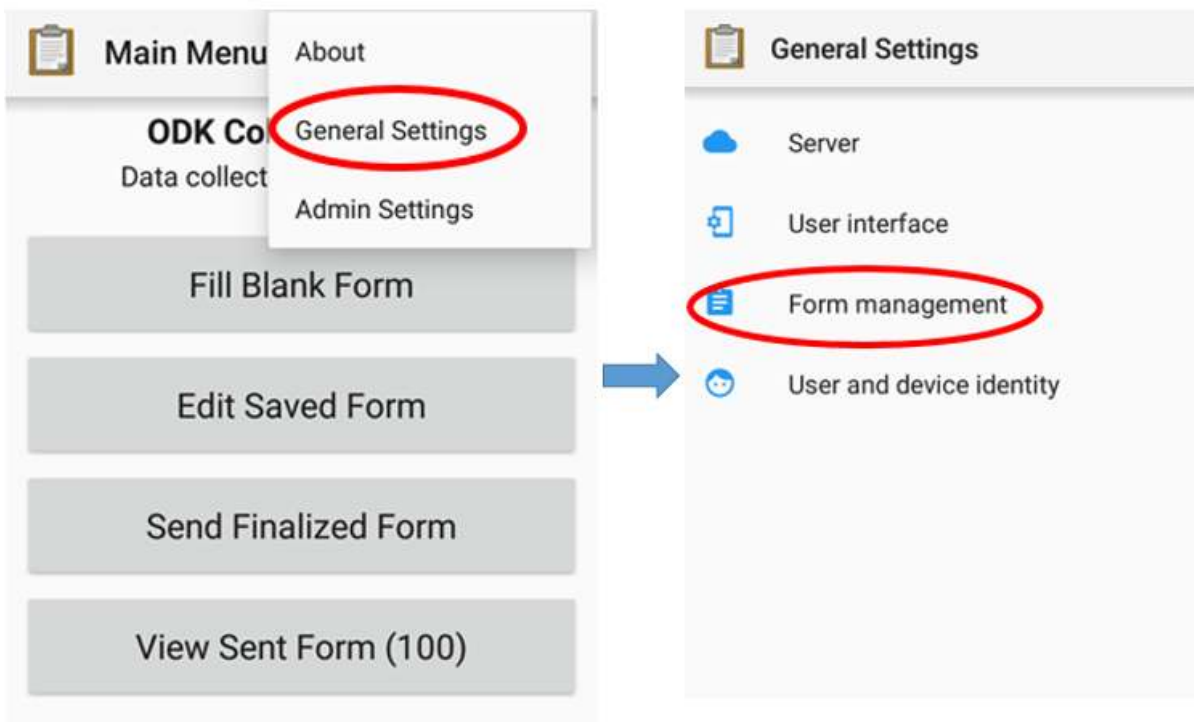 Main Menu
About
General Settings
Admin Settings
ODK Co
Data collect
Fill Blank Form
Edit Saved Form
Send Finalized Form
View Sent Form (100)
General Settings
Server
User interface
Form management
User and device identity